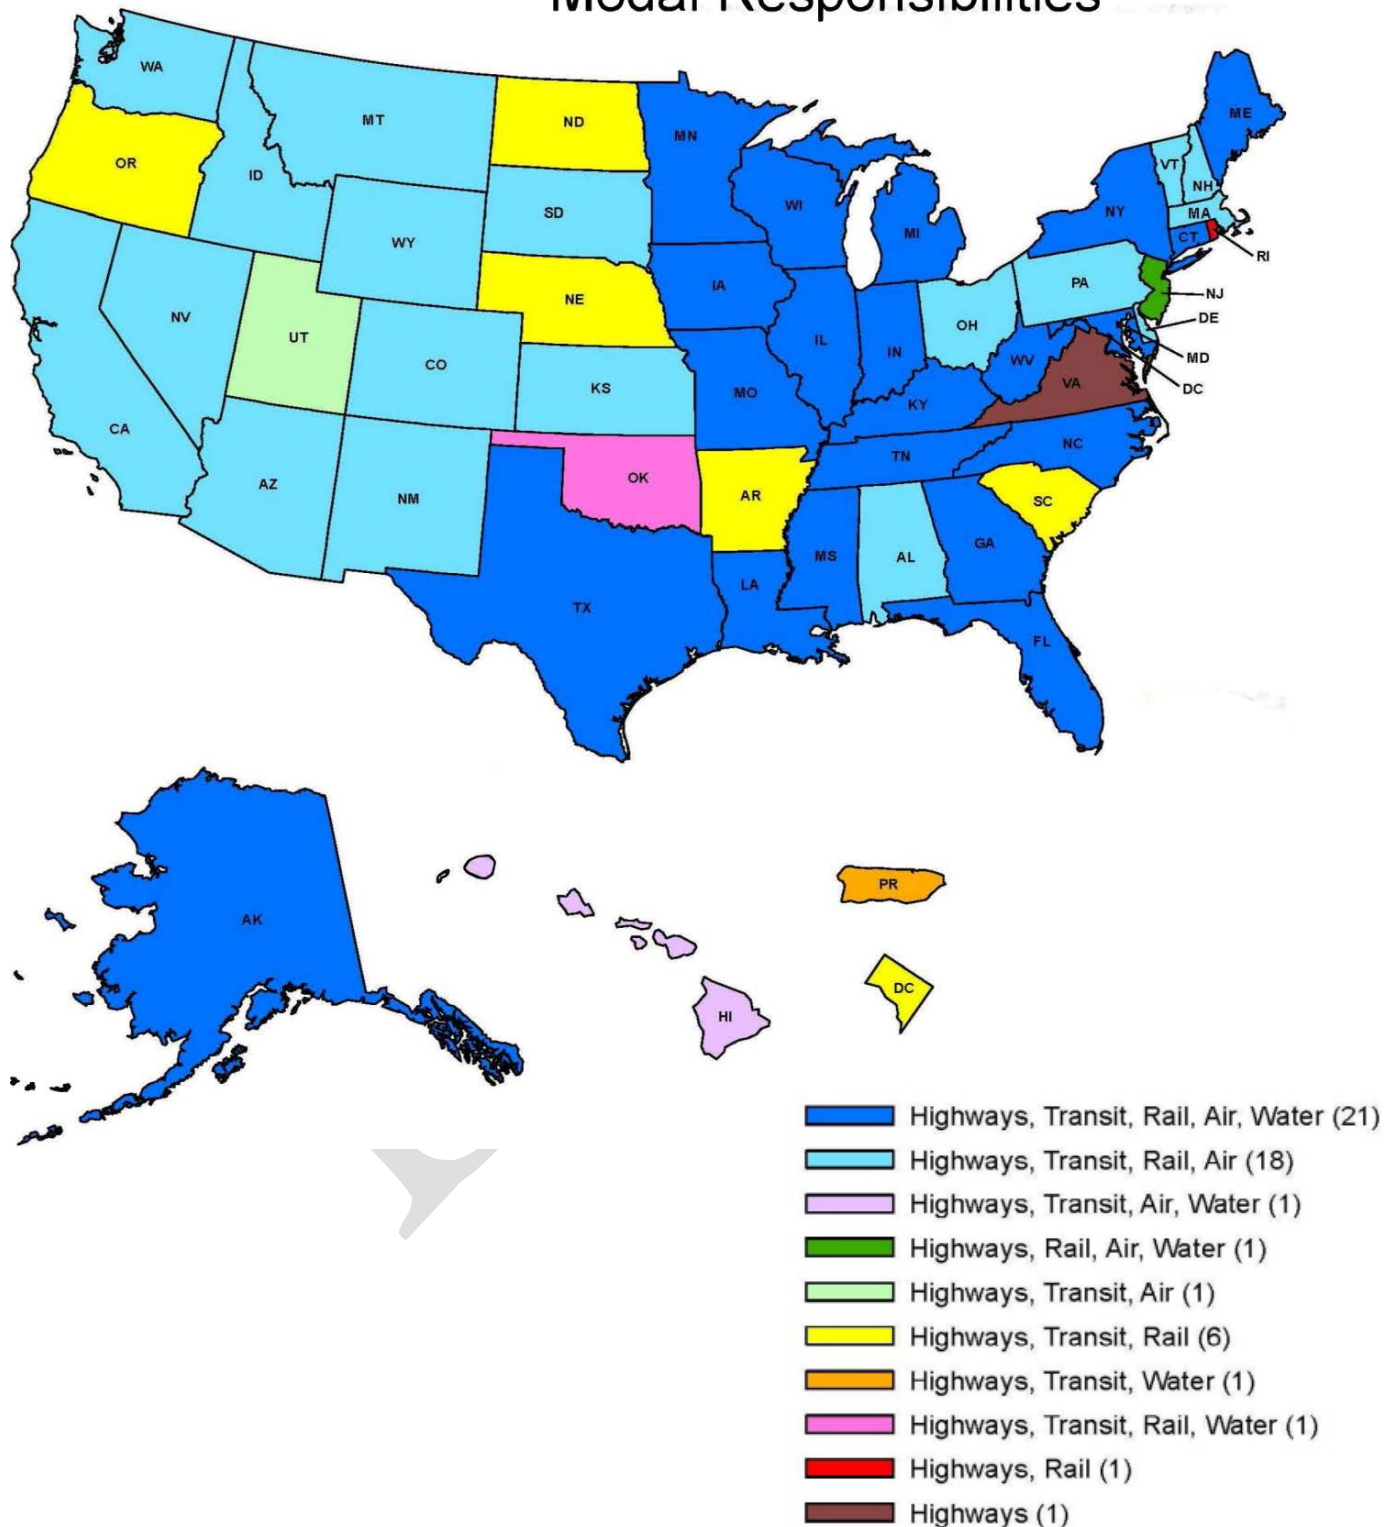 Modal Responsibilities
WA
MT
ND
MN
ME
OR
ID
SD
WI
MI
VT
NH
NY
MA
CT
RI
WY
IA
PA
NJ
NV
UT
NE
OH
DE
MD
DC
CO
KS
IL
IN
WV
VA
MO
KY
CA
AZ
NM
OK
AR
TN
NC
SC
TX
LA
MS
AL
GA
FL
AK
PR
HI
DC
Highways, Transit, Rail, Air, Water (21)
Highways, Transit, Rail, Air (18)
Highways, Transit, Air, Water (1)
Highways, Rail, Air, Water (1)
Highways, Transit, Air (1)
Highways, Transit, Rail (6)
Highways, Transit, Water (1)
Highways, Transit, Rail, Water (1)
Highways, Rail (1)
Highways (1)